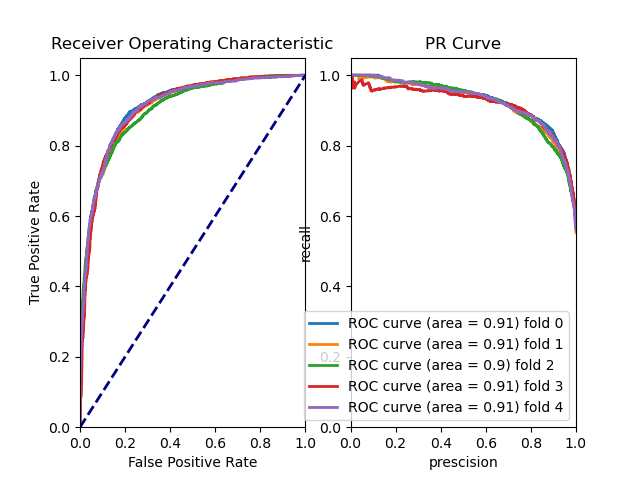 Receiver Operating Characteristic
PR Curve
True Positive Rate
1.0
0.8
0.6
0.4
0.2
0.0
0.0 0.2 0.4 0.6 0.8 1.0
False Positive Rate
recall
1.0
0.8
0.6
0.4
0.2
0.0
ROC curve (area = 0.91) fold 0
ROC curve (area = 0.91) fold 1
ROC curve (area = 0.9) fold 2
ROC curve (area = 0.91) fold 3
ROC curve (area = 0.91) fold 4
0.0 0.2 0.4 0.6 0.8 1.0
prescision